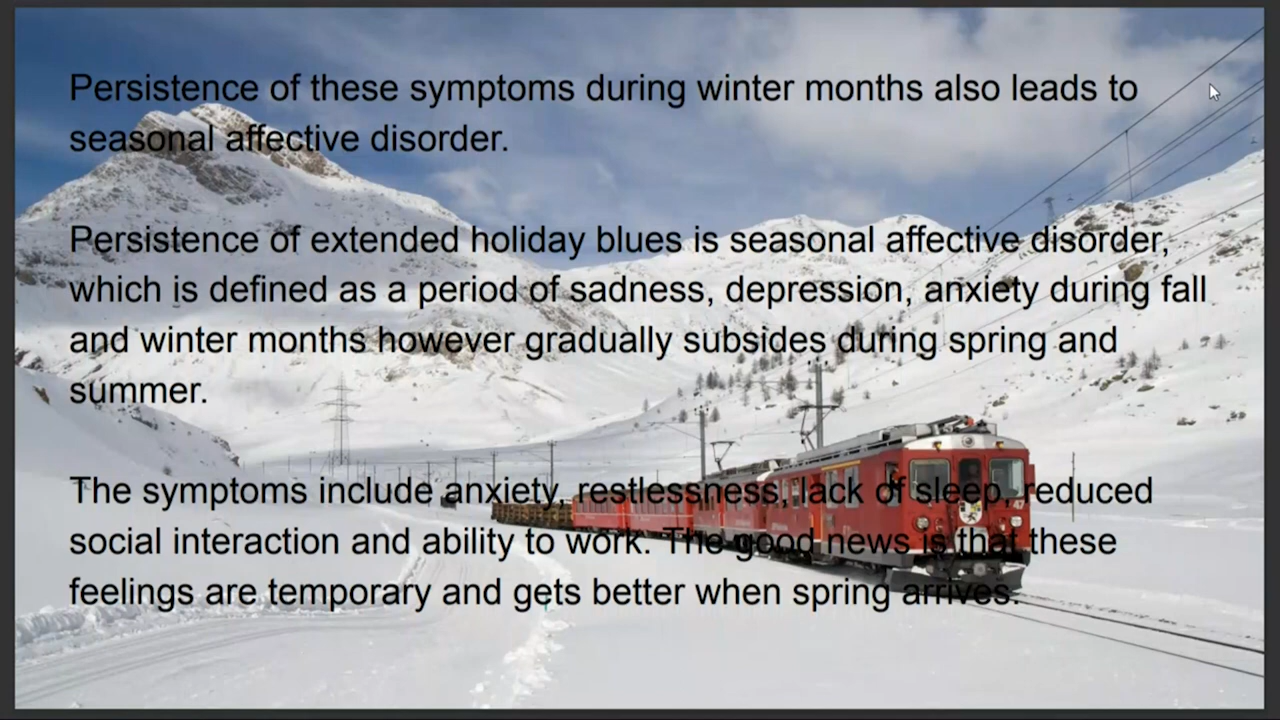 Persistence of these symptoms during winter months also leads to
seasonal affective disorder.
Persistence of extended holiday blues is seasonal affective disorder,
which is defined as a period of sadness, depression, anxiety during fall
and winter months however gradually subsides during spring and
summer.
The symptoms include anxiety, restlessness, lack of sleep, reduced
social interaction and ability to work. The good news is that these
feelings are temporary and gets better when spring arrives.
47